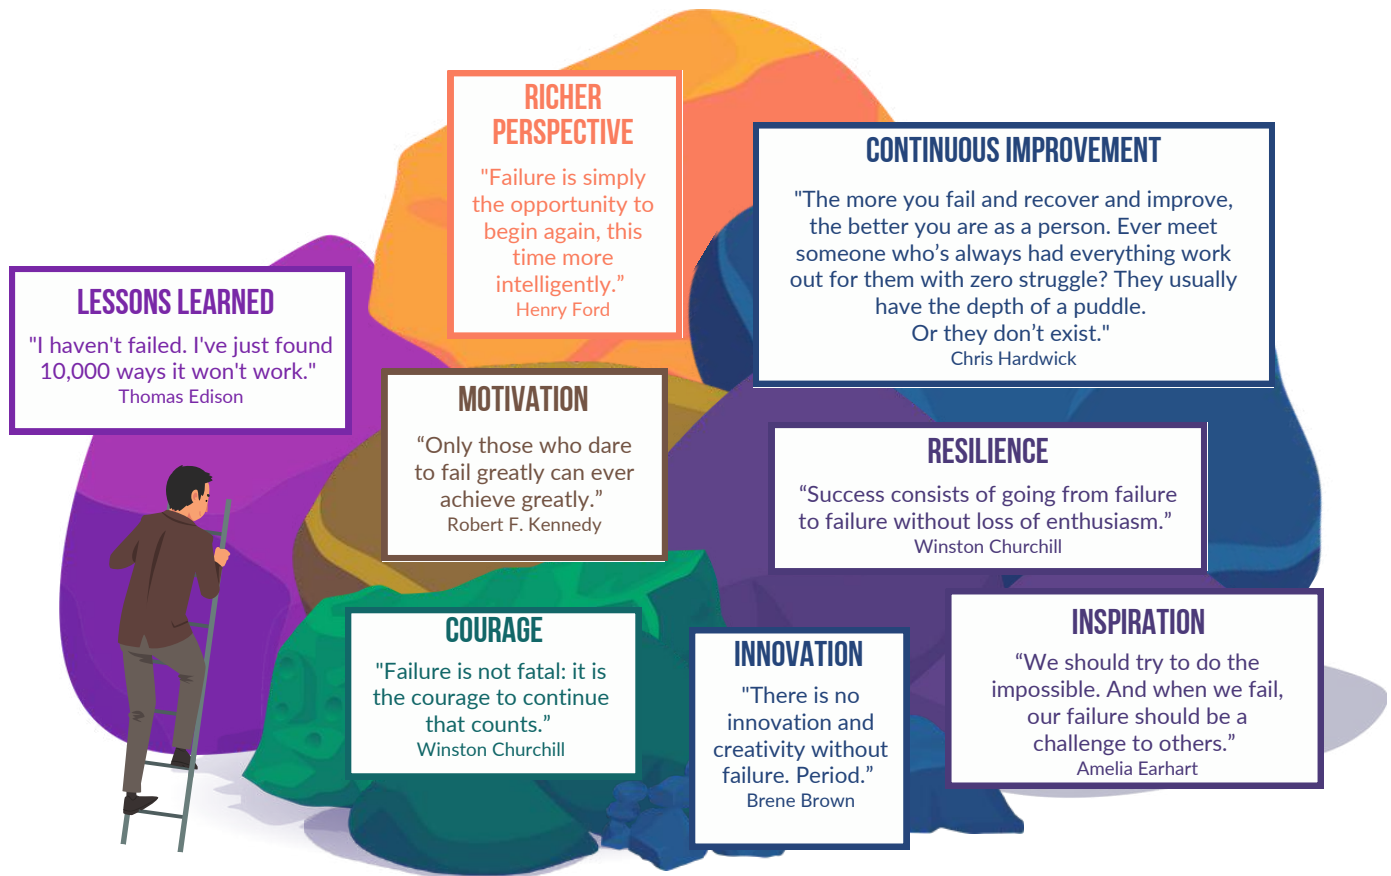 RICHER
PERSPECTIVE
"Failure is simply
the opportunity to
begin again, this
time more
intelligently.”
Henry Ford
CONTINUOUS IMPROVEMENT
"The more you fail and recover and improve,
the better you are as a person. Ever meet
someone who’s always had everything work
out for them with zero struggle? They usually
have the depth of a puddle.
Or they don’t exist."
Chris Hardwick
LESSONS LEARNED
"I haven't failed. I've just found
10,000 ways it won't work."
Thomas Edison
MOTIVATION
“Only those who dare
to fail greatly can ever
achieve greatly.”
Robert F. Kennedy
RESILIENCE
“Success consists of going from failure
to failure without loss of enthusiasm.”
Winston Churchill
COURAGE
"Failure is not fatal: it is
the courage to continue
that counts.”
Winston Churchill
INNOVATION
"There is no
innovation and
creativity without
failure. Period.”
Brene Brown
INSPIRATION
“We should try to do the
impossible. And when we fail,
our failure should be a
challenge to others.”
Amelia Earhart